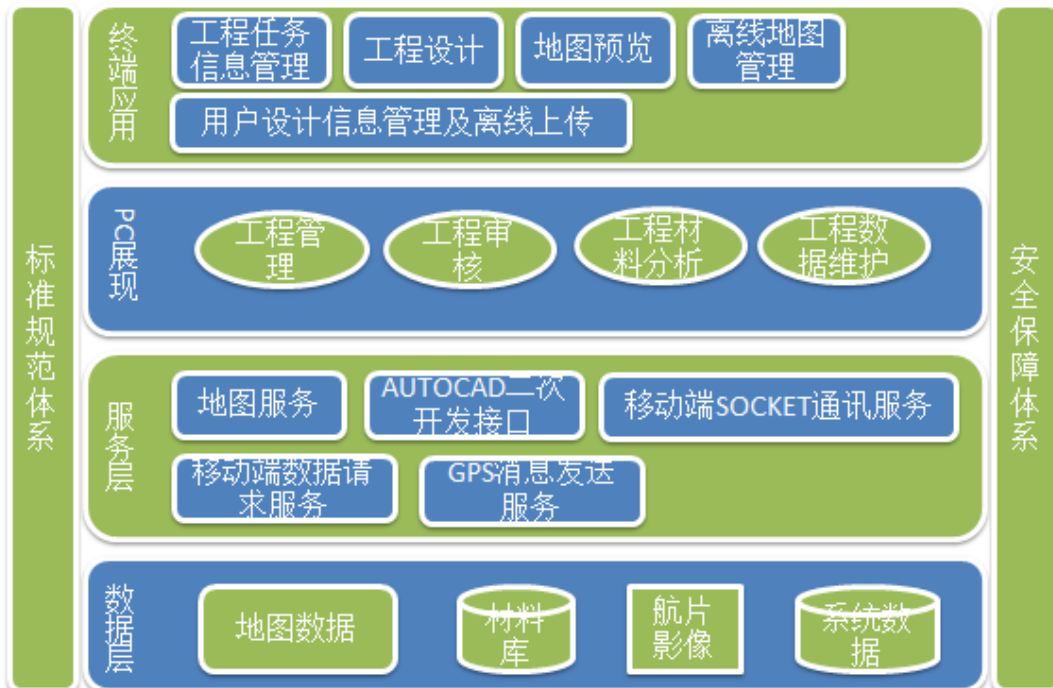 标准规范体系
终端应用
工程任务
信息管理
工程设计
地图预览
离线地图
管理
用户设计信息管理及离线上传
PC展现
工程管
理
工程审
核
工程材
料分析
工程数
据维护
服务层
地图服务
AUTOCAD二次
开发接口
移动端SOCKET通讯服务
移动端数据请
求服务
GPS消息发送
服务
数据层
地图数据
材料
库
航片
影像
系统数
据
安全保障体系